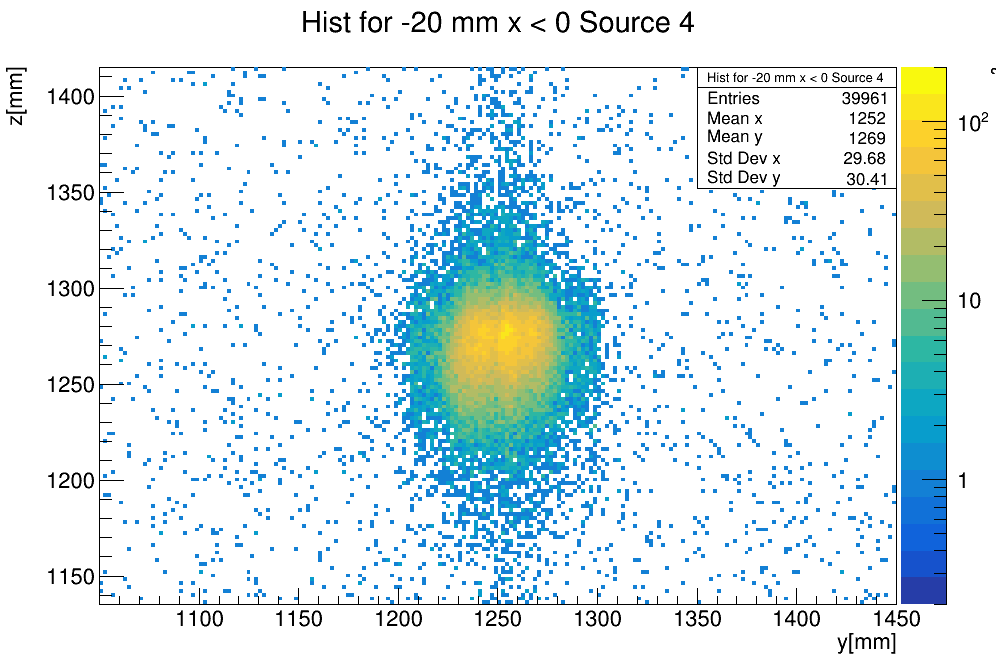 Hist for -20 mm x < 0 Source 4
z[mm]
1400
1350
1300
1250
1200
1150
Hist for -20 mm x < 0 Source 4
Entries 39961
Mean x 1252
Mean y 1269
Std Dev x 29.68
Std Dev y 30.41
10²
10
1
1100 1150 1200 1250 1300 1350 1400 1450
y[mm]